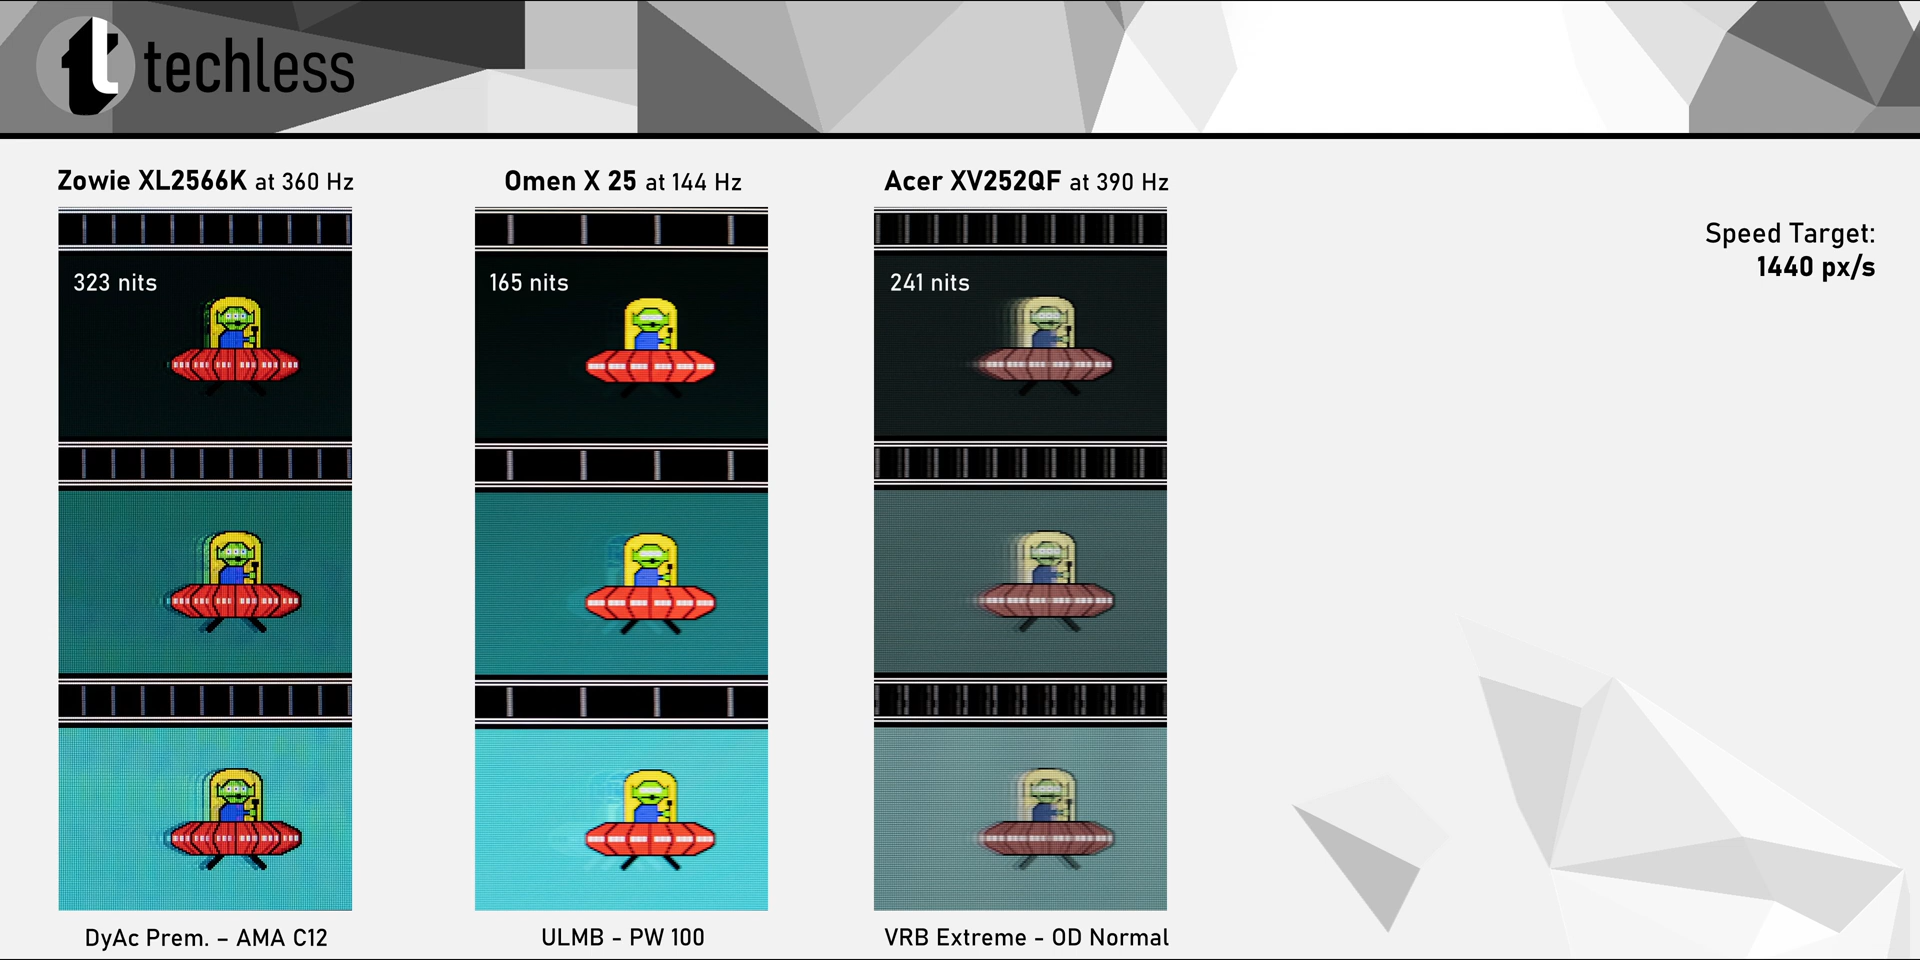 techless
Zowie XL2566K at 360 Hz
Omen X 25 at 144 Hz
Acer XV252QF at 390 Hz
Speed Target:
1440 px/s
323 nits
165 nits
241 nits
DyAc Prem. – AMA C12
ULMB - PW 100
VRB Extreme - OD Normal